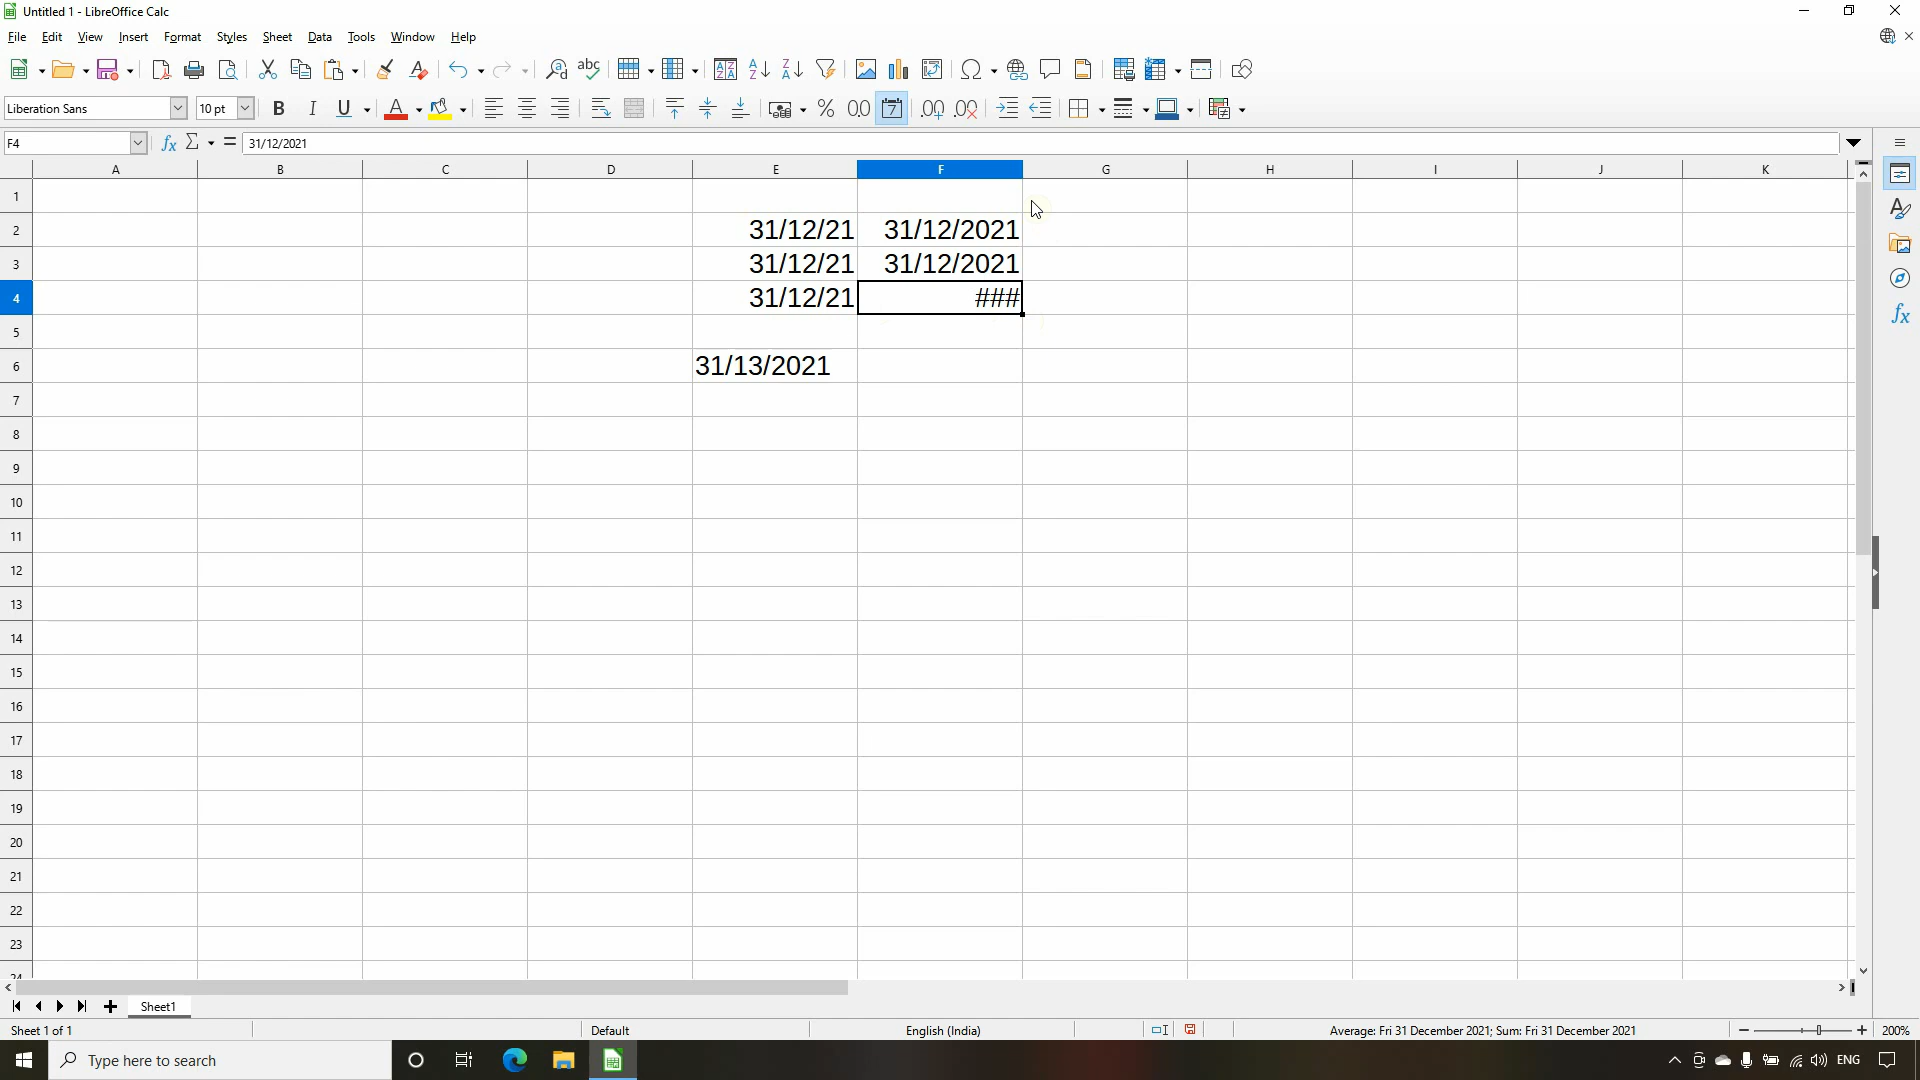 Untitled 1 - LibreOffice Calc
File Edit View Insert Format Styles Sheet Data Tools Window Help
Liberation Sans 10 pt
F4 31/12/2021
A B C D E F G H I J K
1
2 31/12/21 31/12/2021
3 31/12/21 31/12/2021
4 31/12/21 ###
5
6 31/13/2021
7
8
9
10
11
12
13
14
15
16
17
18
19
20
21
22
23
24
Sheet1
Sheet 1 of 1 Default English (India) Average: Fri 31 December 2021; Sum: Fri 31 December 2021 200%
Type here to search ENG